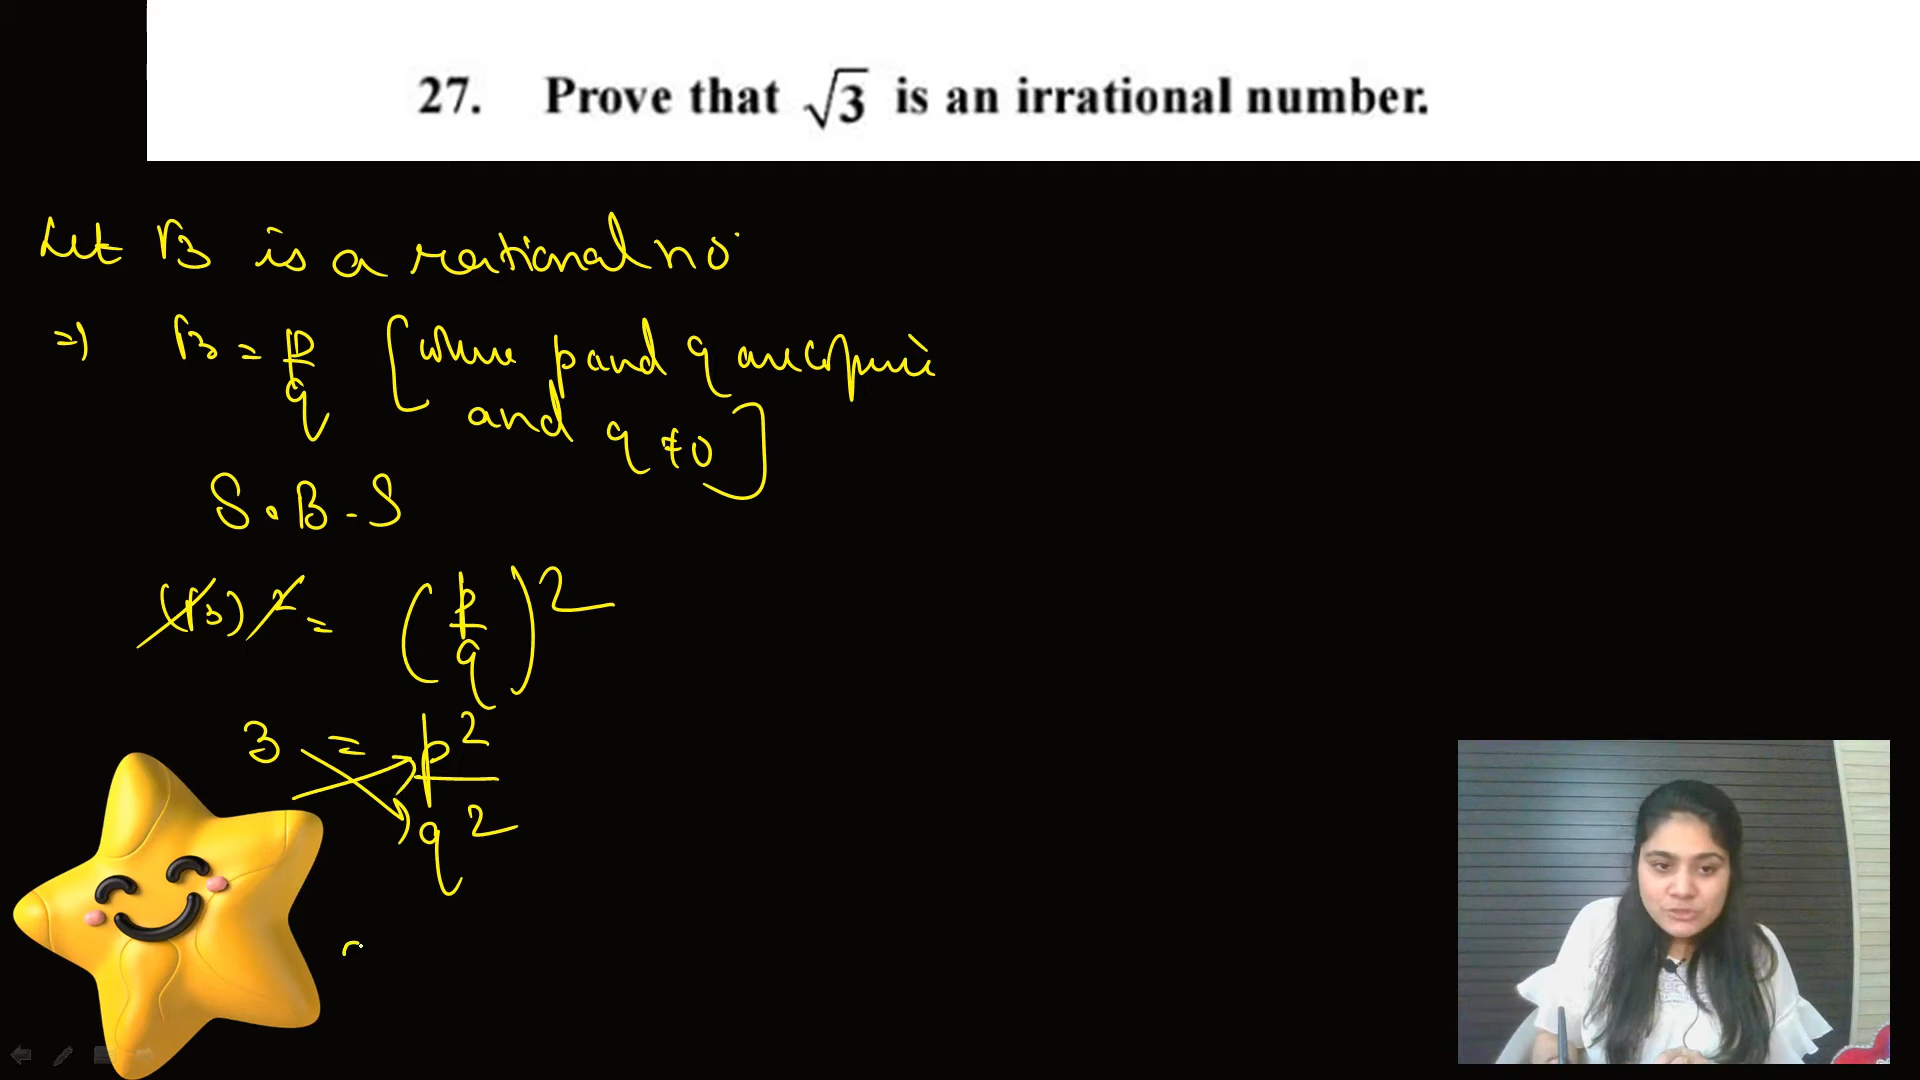 27. Prove that √3 is an irrational number.
Let √3 is a rational no.
=) √3 = p/q [where p and q are coprime
and q ≠ 0]
S.B.S
(√3)² = (p/q)²
3 = p²/q²